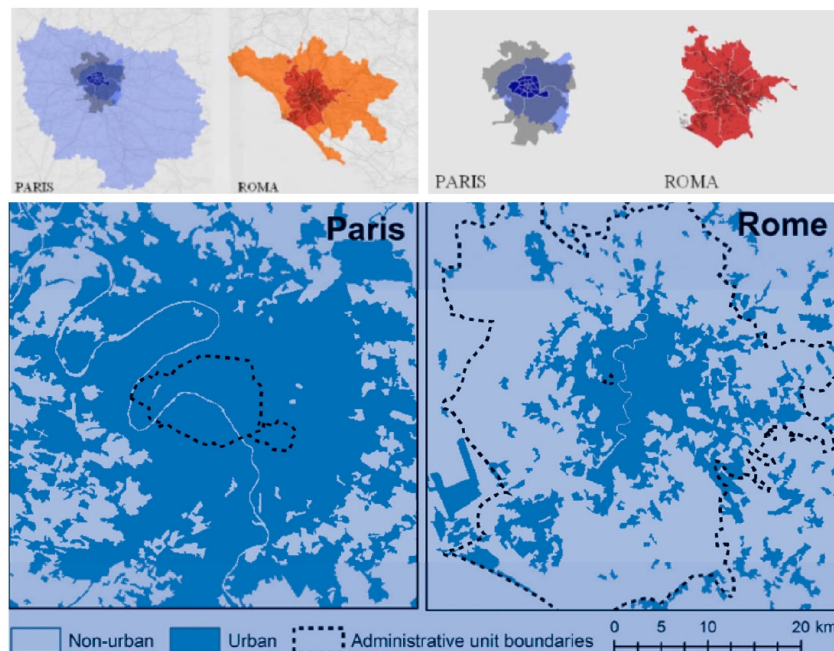 PARIS
ROMA
PARIS
ROMA
Paris
Rome
Non-urban
Urban
Administrative unit boundaries
0 5 10 20 km